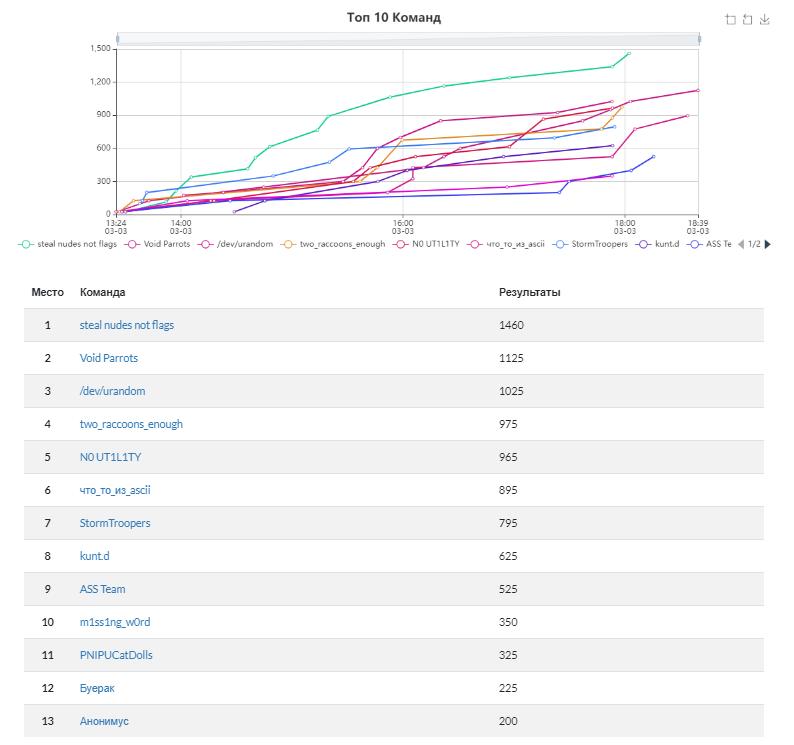 Топ 10 Команд
1,500
1,200
900
600
300
0
13:24 14:00 16:00 18:00 18:39
03-03 03-03 03-03 03-03 03-03
steal nudes not flags Void Parrots /dev/urandom two_raccoons_enough N0 UT1L1TY что_то_из_ascii StormTroopers kunt.d ASS Te 1/2
Место Команда Результаты
1 steal nudes not flags 1460
2 Void Parrots 1125
3 /dev/urandom 1025
4 two_raccoons_enough 975
5 N0 UT1L1TY 965
6 что_то_из_ascii 895
7 StormTroopers 795
8 kunt.d 625
9 ASS Team 525
10 m1ss1ng_w0rd 350
11 PNIPUCatDolls 325
12 Буерак 225
13 Анонимус 200